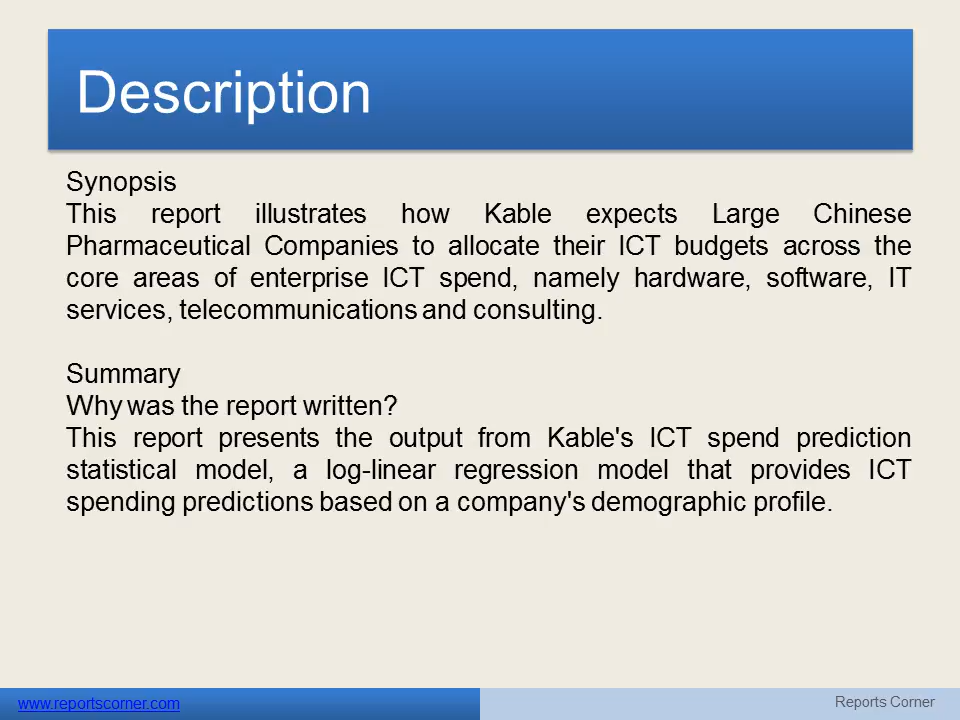 Description
Synopsis
This report illustrates how Kable expects Large Chinese
Pharmaceutical Companies to allocate their ICT budgets across the
core areas of enterprise ICT spend, namely hardware, software, IT
services, telecommunications and consulting.
Summary
Why was the report written?
This report presents the output from Kable's ICT spend prediction
statistical model, a log-linear regression model that provides ICT
spending predictions based on a company's demographic profile.
www.reportscorner.com
Reports Corner